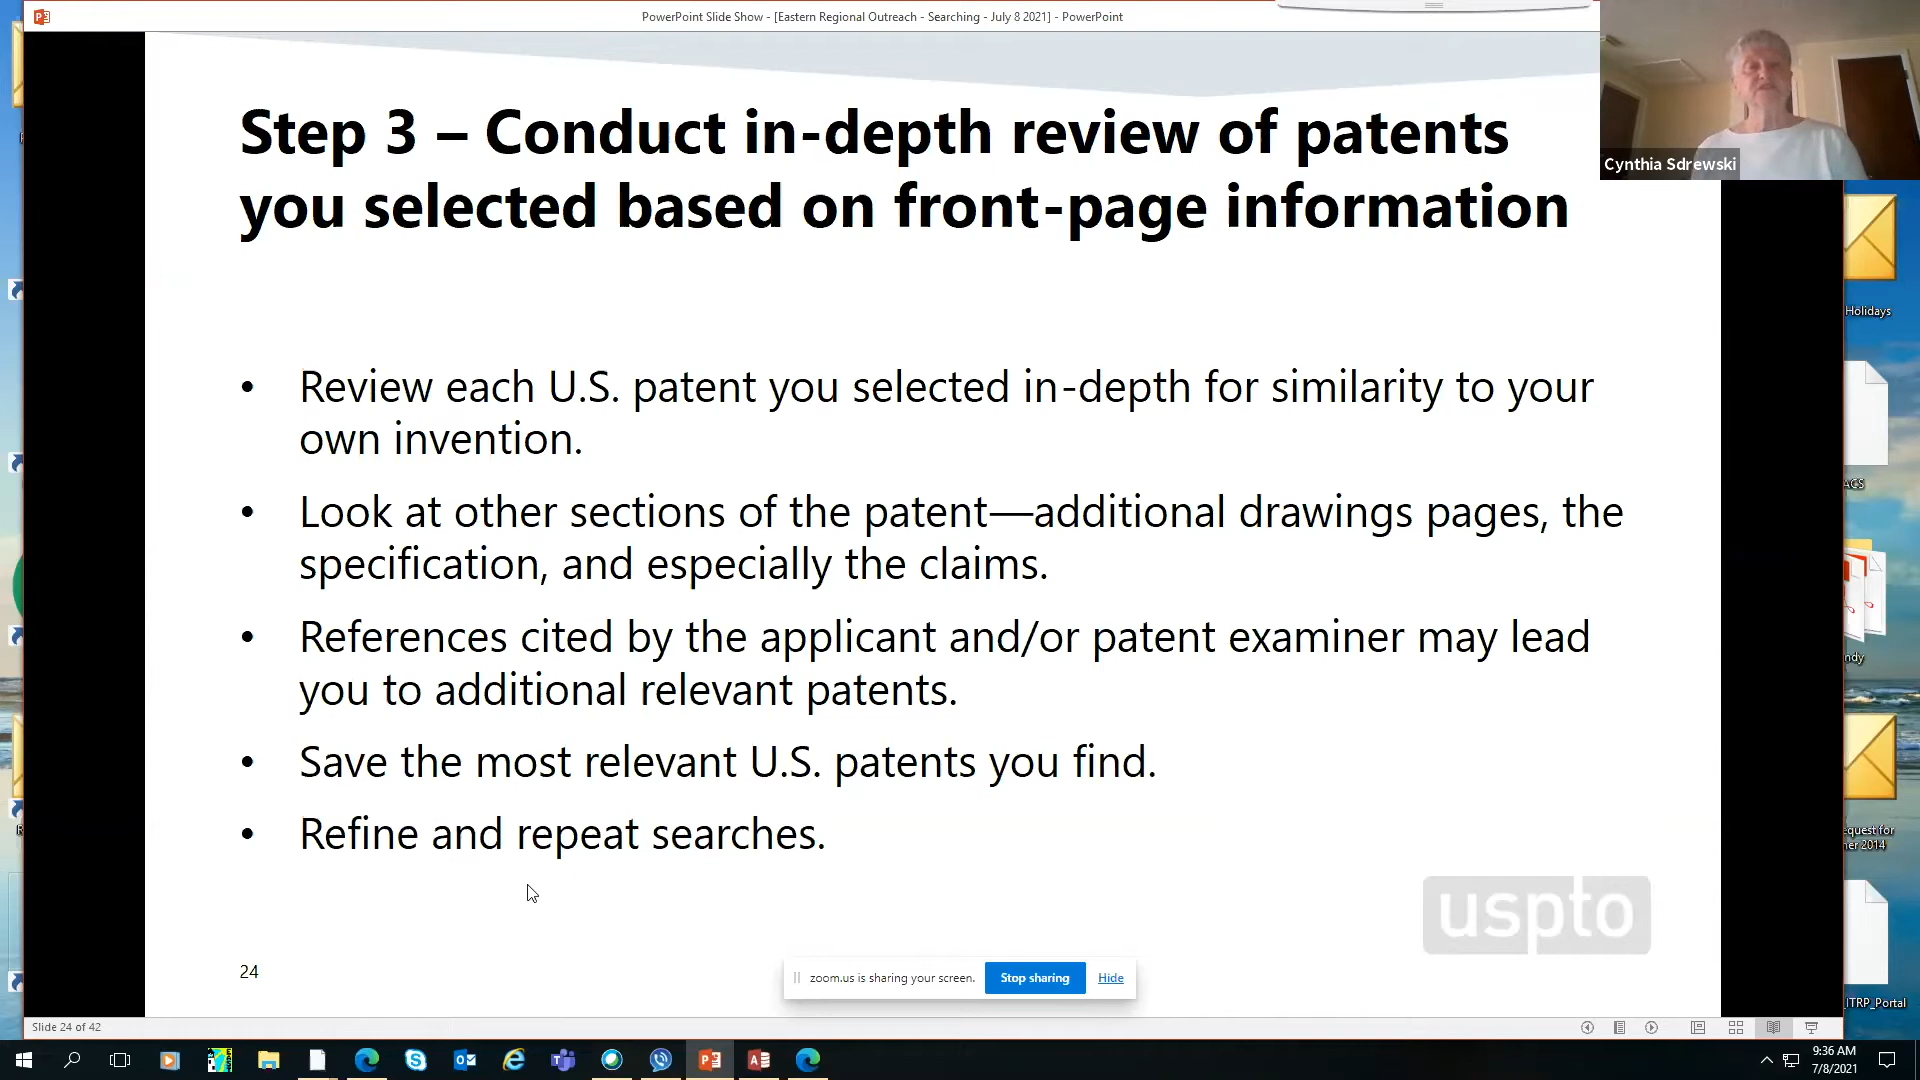 PowerPoint Slide Show - [Eastern Regional Outreach - Searching - July 8 2021] - PowerPoint
Step 3 – Conduct in-depth review of patents
you selected based on front-page information
Cynthia Sdrewski
• Review each U.S. patent you selected in-depth for similarity to your
own invention.
• Look at other sections of the patent—additional drawings pages, the
specification, and especially the claims.
• References cited by the applicant and/or patent examiner may lead
you to additional relevant patents.
• Save the most relevant U.S. patents you find.
• Refine and repeat searches.
uspto
24
zoom.us is sharing your screen.
Stop sharing
Hide
Holidays
ITRP_Portal
Slide 24 of 42
9:36 AM
7/8/2021